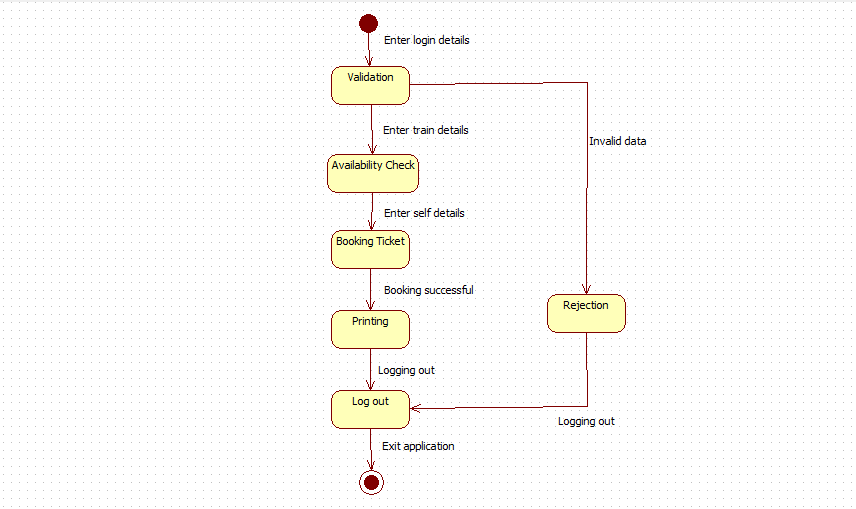 Enter login details
Validation
Enter train details
Invalid data
Availability Check
Enter self details
Booking Ticket
Booking successful
Rejection
Printing
Logging out
Log out
Logging out
Exit application